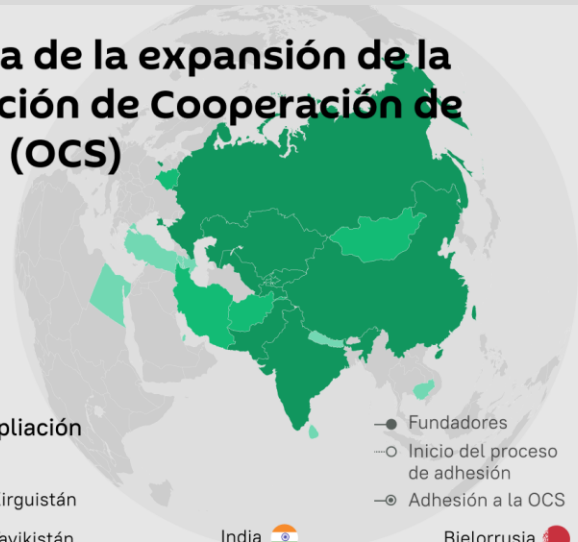 a de la expansión de la
ción de Cooperación de
(OCS)
pliación
Fundadores
Inicio del proceso
de adhesión
Adhesión a la OCS
irguistán
ayikistán
India
Bielorrusia